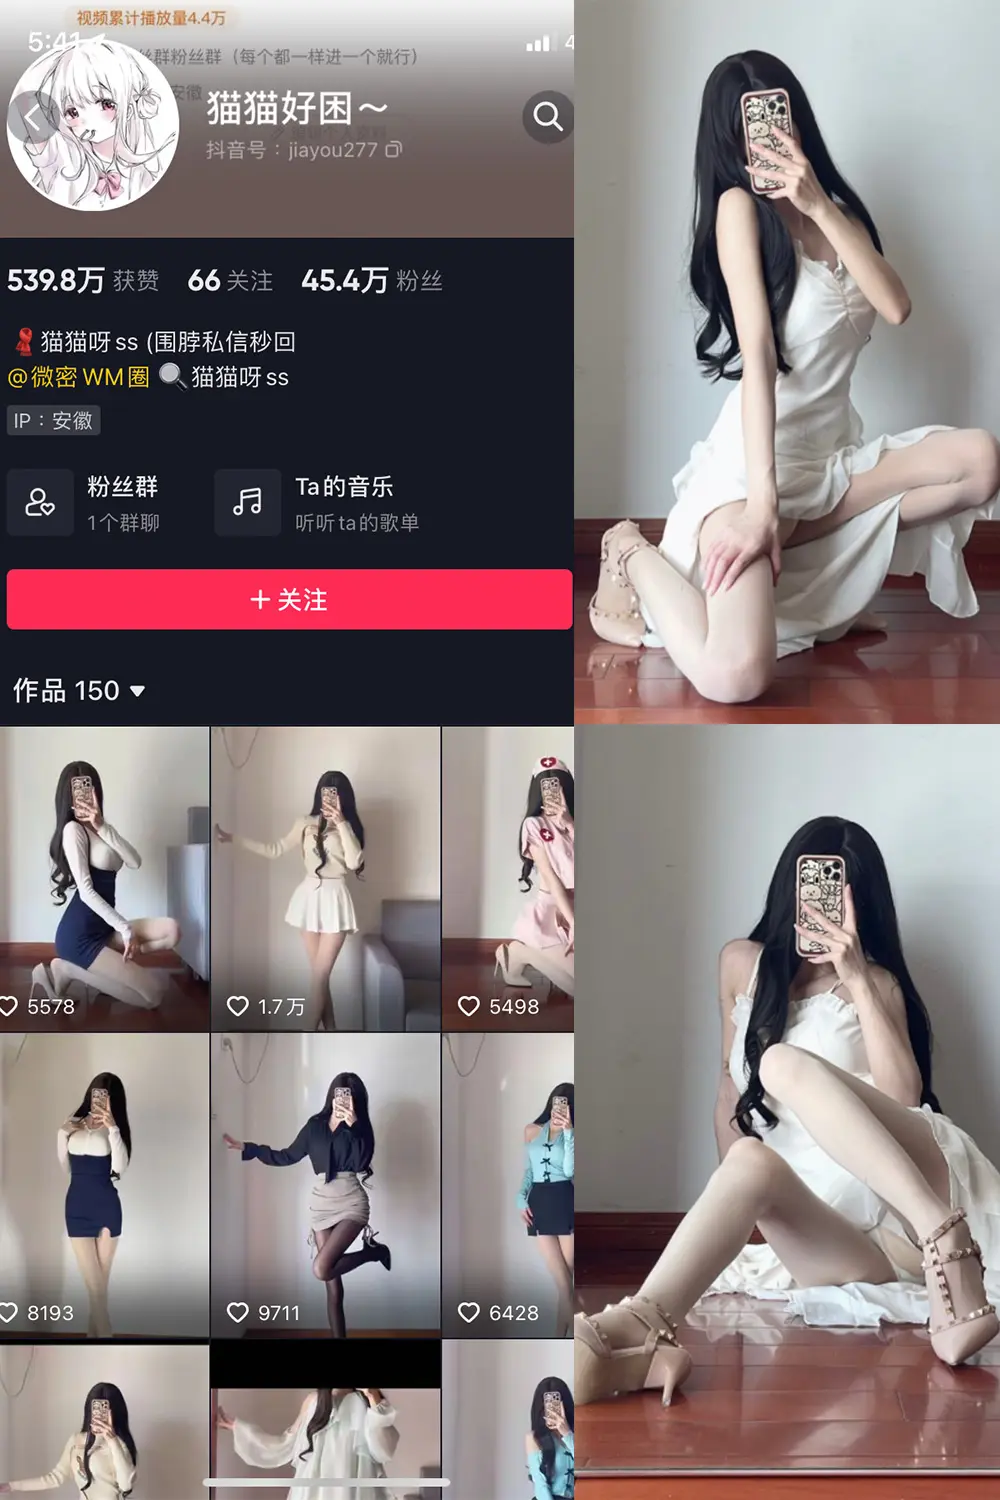 视频累计播放量4.4万
5:41
4
丝群粉丝群（每个都一样进一个就行）
安徽
猫猫好困～
抖音号：jiayou277
539.8万 获赞 66 关注 45.4万 粉丝
猫猫呀ss (围脖私信秒回
@微密WM圈 猫猫呀ss
IP：安徽
粉丝群
1个群聊
Ta的音乐
听听ta的歌单
+ 关注
作品 150
5578
1.7万
5498
8193
9711
6428